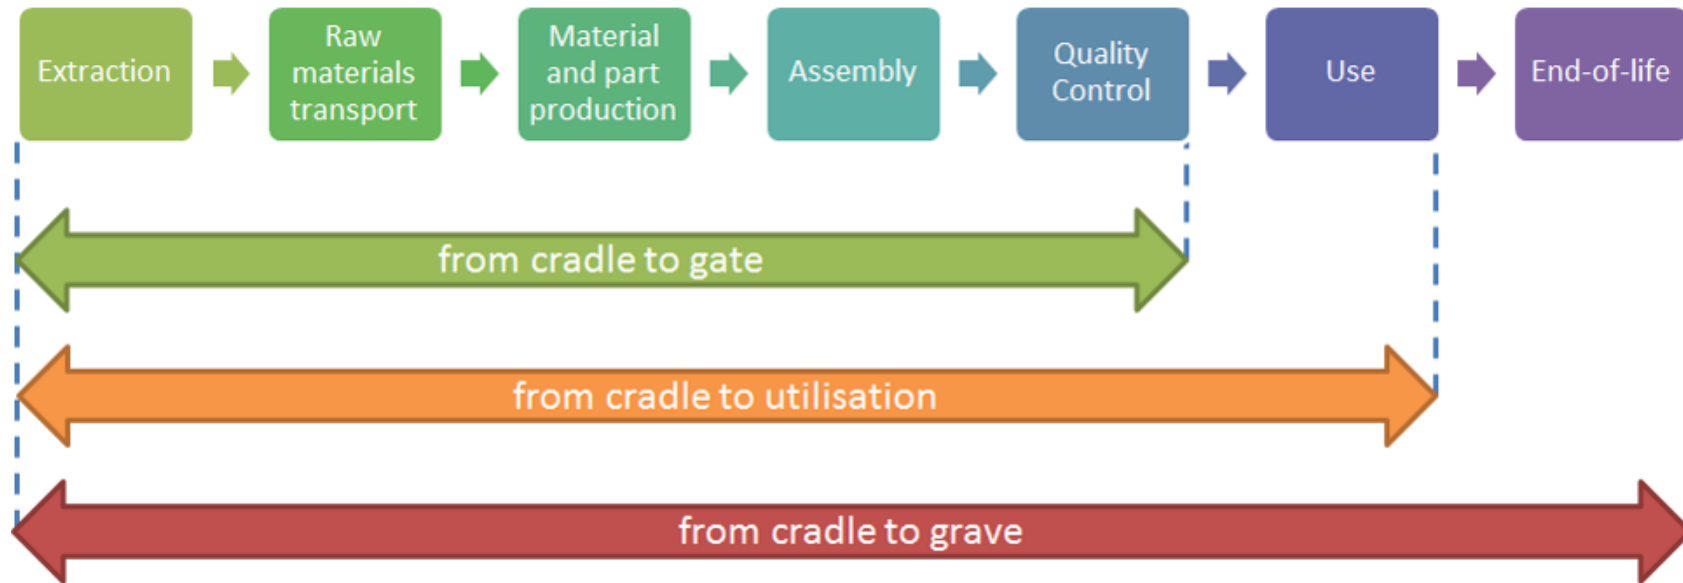 Extraction
Raw
materials
transport
Material
and part
production
Assembly
Quality
Control
Use
End-of-life
from cradle to gate
from cradle to utilisation
from cradle to grave